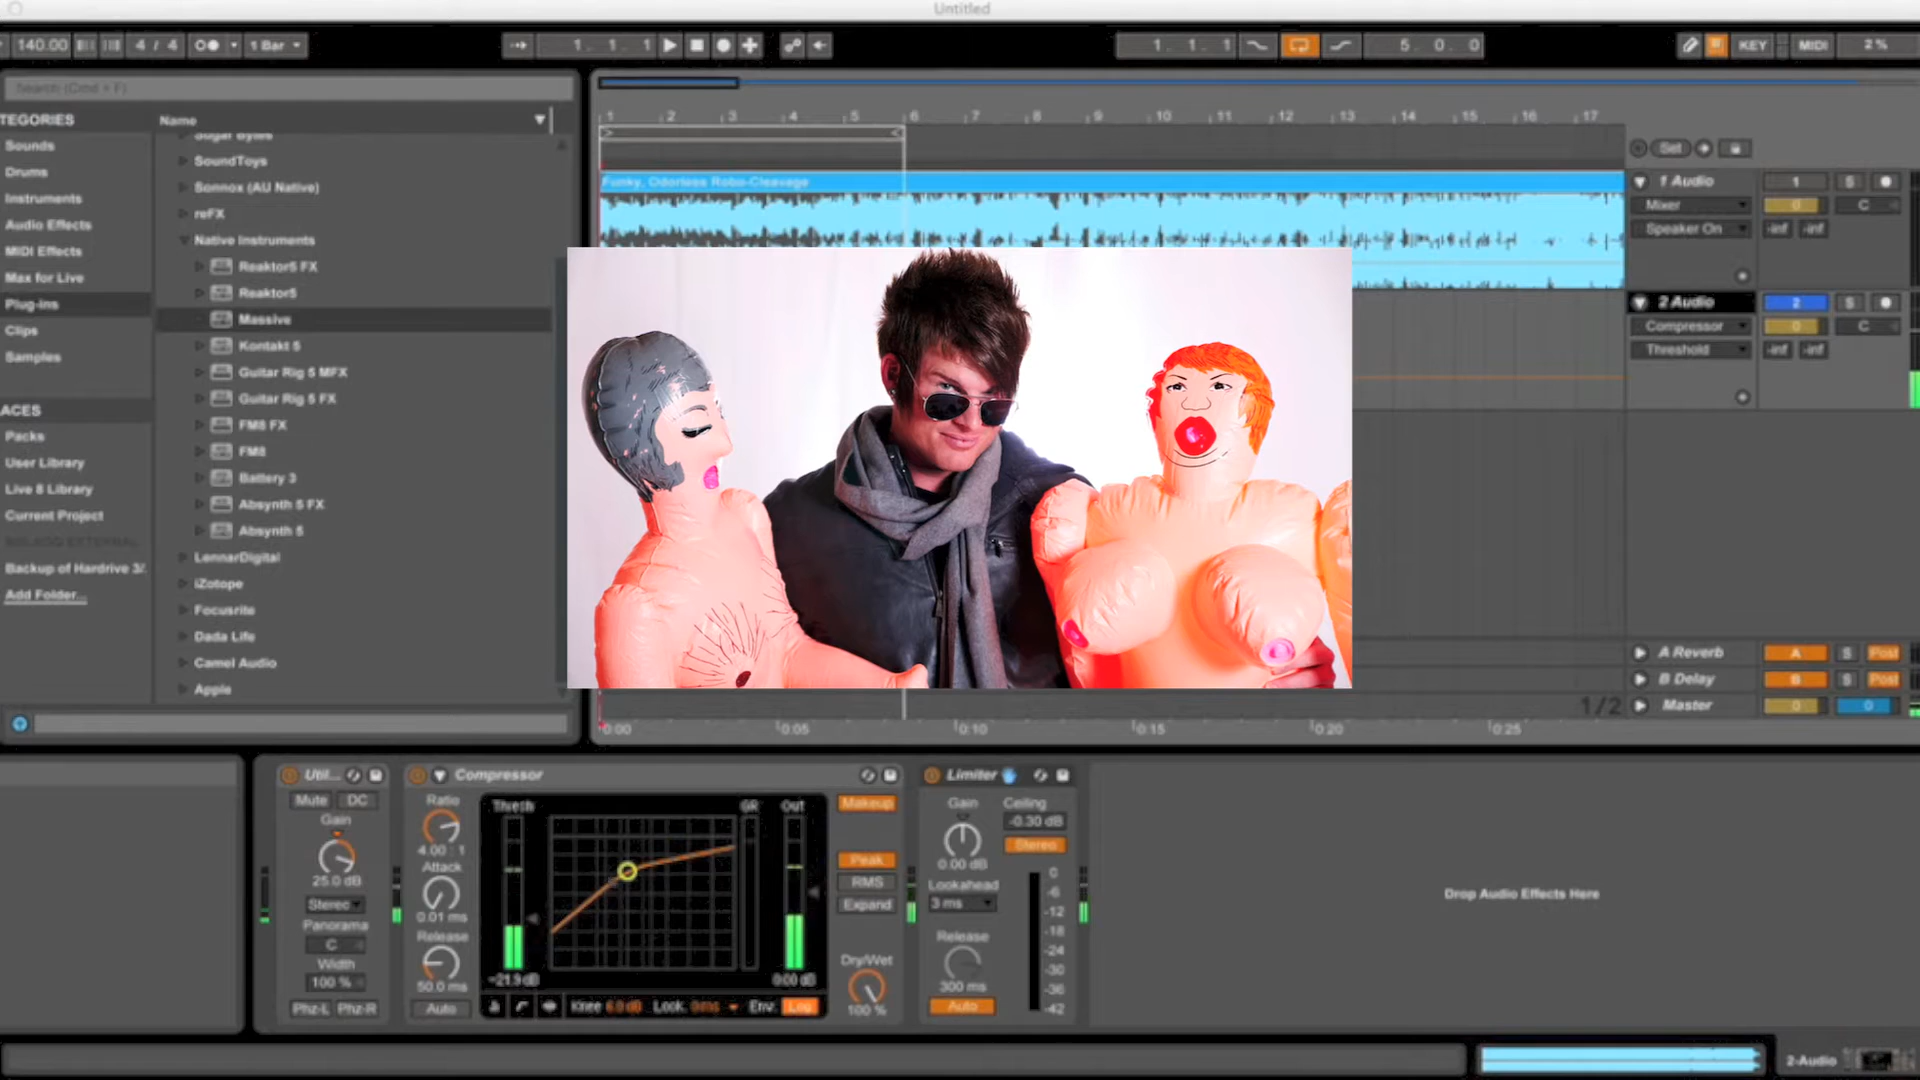 Untitled
140.00 4 / 4 1 Bar 1. 1. 1 1. 1. 1 5. 0. 0 KEY MIDI 2 %
Search (Cmd + F)
TEGORIES
Sounds
Drums
Instruments
Audio Effects
MIDI Effects
Max for Live
Plug-ins
Clips
Samples
ACES
Packs
User Library
Live 8 Library
Current Project
Backup of Hardrive 3/
Add Folder...
Name
Sugar Bytes
SoundToys
Sonnox (AU Native)
reFX
Native Instruments
Reaktor5 FX
Reaktor5
Massive
Kontakt 5
Guitar Rig 5 MFX
Guitar Rig 5 FX
FM8 FX
FM8
Battery 3
Absynth 5 FX
Absynth 5
LennarDigital
iZotope
Focusrite
Dada Life
Camel Audio
Apple
1 2 3 4 5 6 7 8 9 10 11 12 13 14 15 16 17
Funky, Odorless Robo-Cleavage
Set
1 Audio 1 S
Mixer 0 C
Speaker On -inf -inf
2 Audio 2 S
Compressor 0 C
Threshold -inf -inf
A Reverb A S Post
B Delay B S Post
1/2 Master 0 0
0:00 0:05 0:10 0:15 0:20 0:25
Util...
Mute DC
Gain
25.0 dB
Stereo
Panorama
C
Width
100 %
Phz-L Phz-R
Compressor
Ratio
4.00 : 1
Attack
0.01 ms
Release
50.0 ms
Auto
Thresh GR Out
-21.9 dB 0.00 dB
Knee 6.0 dB Look. 0 ms Env. Log
Makeup
Peak
RMS
Expand
Dry/Wet
100 %
Limiter
Gain Ceiling
-0.30 dB
0.00 dB Stereo
Lookahead
3 ms
Release
300 ms
Auto
0
-6
-12
-18
-24
-30
-36
-42
Drop Audio Effects Here
2-Audio